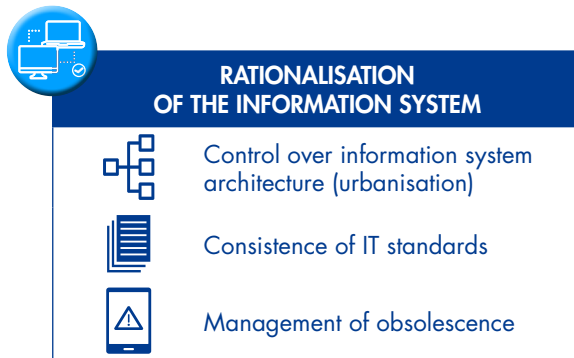 RATIONALISATION
OF THE INFORMATION SYSTEM
Control over information system
architecture (urbanisation)
Consistence of IT standards
Management of obsolescence